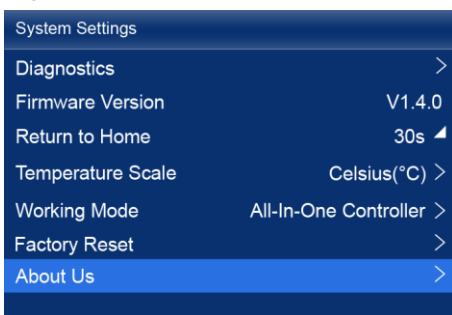 System Settings
Diagnostics >
Firmware Version V1.4.0
Return to Home 30s
Temperature Scale Celsius(°C) >
Working Mode All-In-One Controller >
Factory Reset >
About Us >